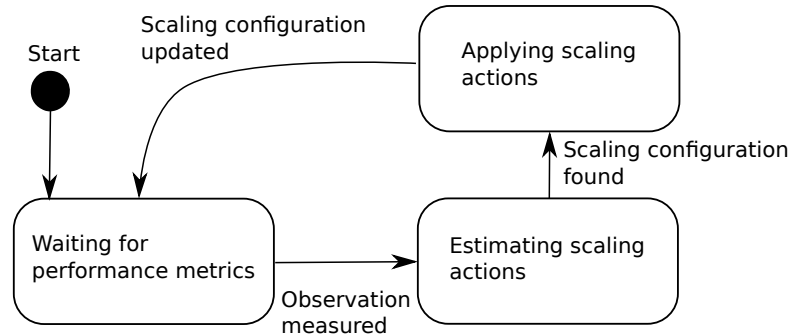 Start
Scaling configuration
updated
Applying scaling
actions
Scaling configuration
found
Waiting for
performance metrics
Estimating scaling
actions
Observation
measured